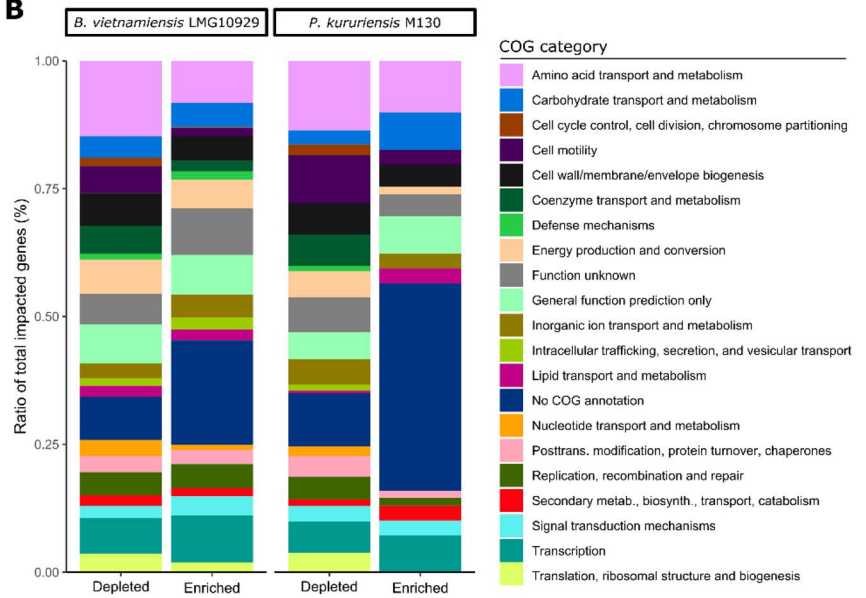 B
B. vietnamiensis LMG10929
P. kururiensis M130
Ratio of total impacted genes (%)
1.00
0.75
0.50
0.25
0.00
Depleted
Enriched
Depleted
Enriched
COG category
Amino acid transport and metabolism
Carbohydrate transport and metabolism
Cell cycle control, cell division, chromosome partitioning
Cell motility
Cell wall/membrane/envelope biogenesis
Coenzyme transport and metabolism
Defense mechanisms
Energy production and conversion
Function unknown
General function prediction only
Inorganic ion transport and metabolism
Intracellular trafficking, secretion, and vesicular transport
Lipid transport and metabolism
No COG annotation
Nucleotide transport and metabolism
Posttrans. modification, protein turnover, chaperones
Replication, recombination and repair
Secondary metab., biosynth., transport, catabolism
Signal transduction mechanisms
Transcription
Translation, ribosomal structure and biogenesis